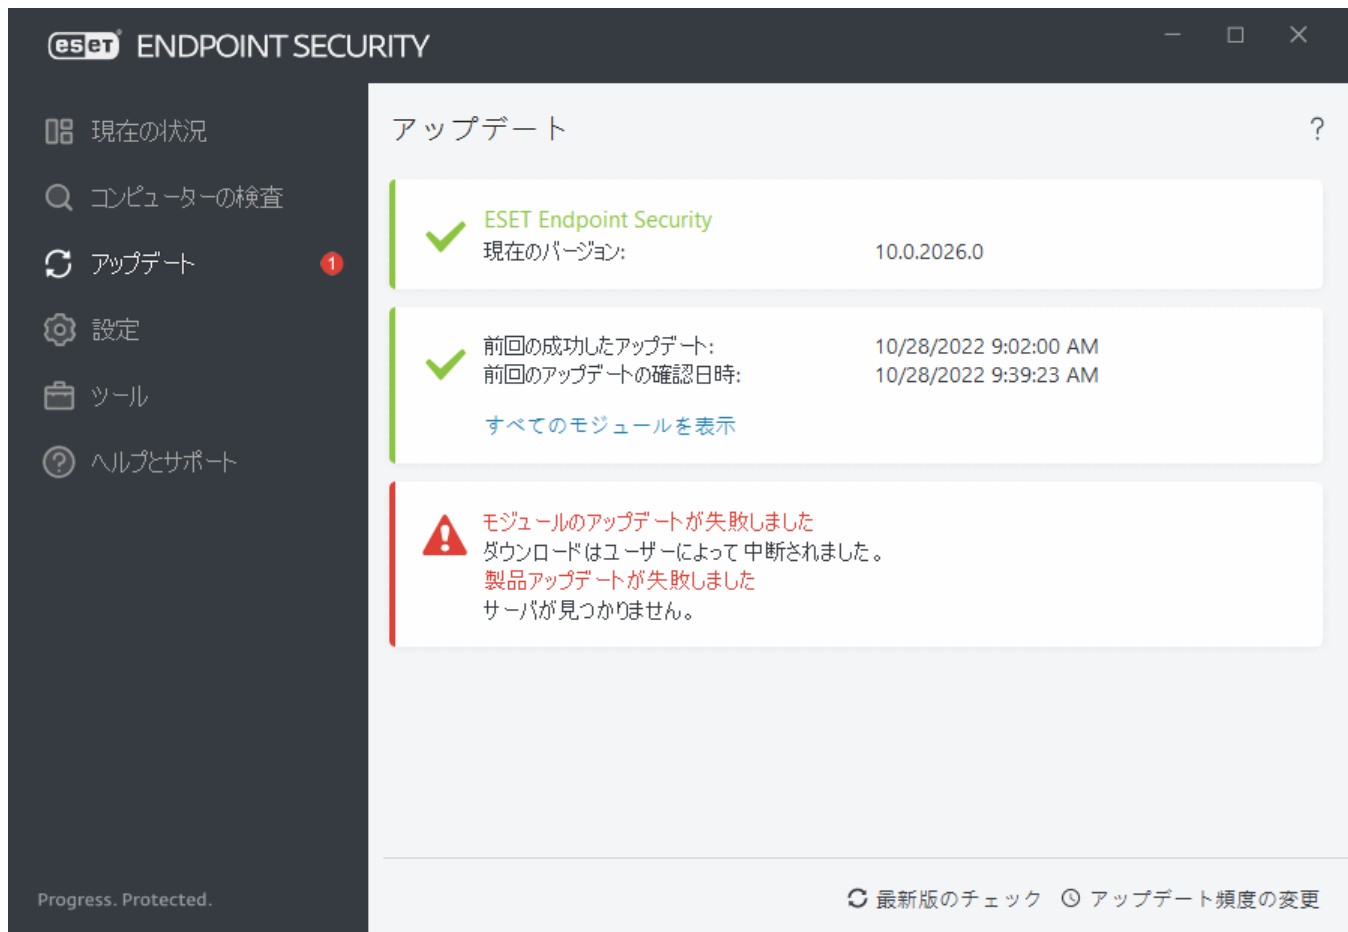 eset ENDPOINT SECURITY
現在の状況
コンピューターの検査
アップデート 1
設定
ツール
ヘルプとサポート
Progress. Protected.
アップデート ?
ESET Endpoint Security
現在のバージョン: 10.0.2026.0
前回の成功したアップデート: 10/28/2022 9:02:00 AM
前回のアップデートの確認日時: 10/28/2022 9:39:23 AM
すべてのモジュールを表示
モジュールのアップデートが失敗しました
ダウンロードはユーザーによって中断されました。
製品アップデートが失敗しました
サーバが見つかりません。
最新版のチェック アップデート頻度の変更